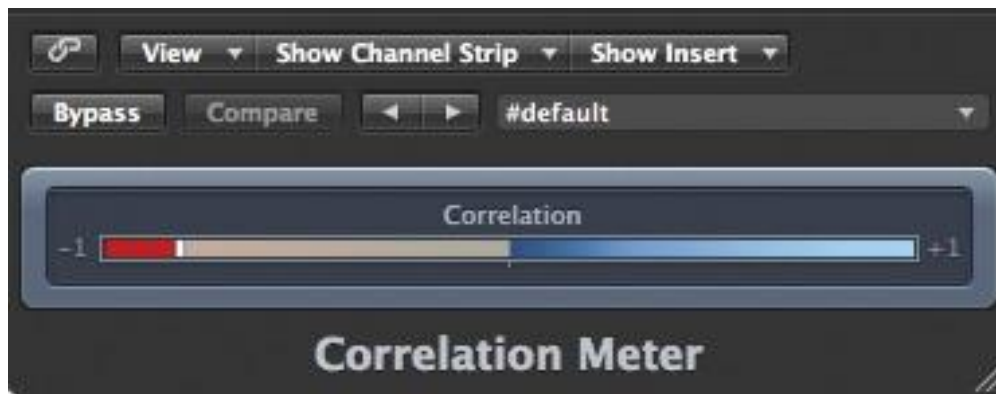 View Show Channel Strip Show Insert
Bypass Compare #default
Correlation
-1 +1
Correlation Meter